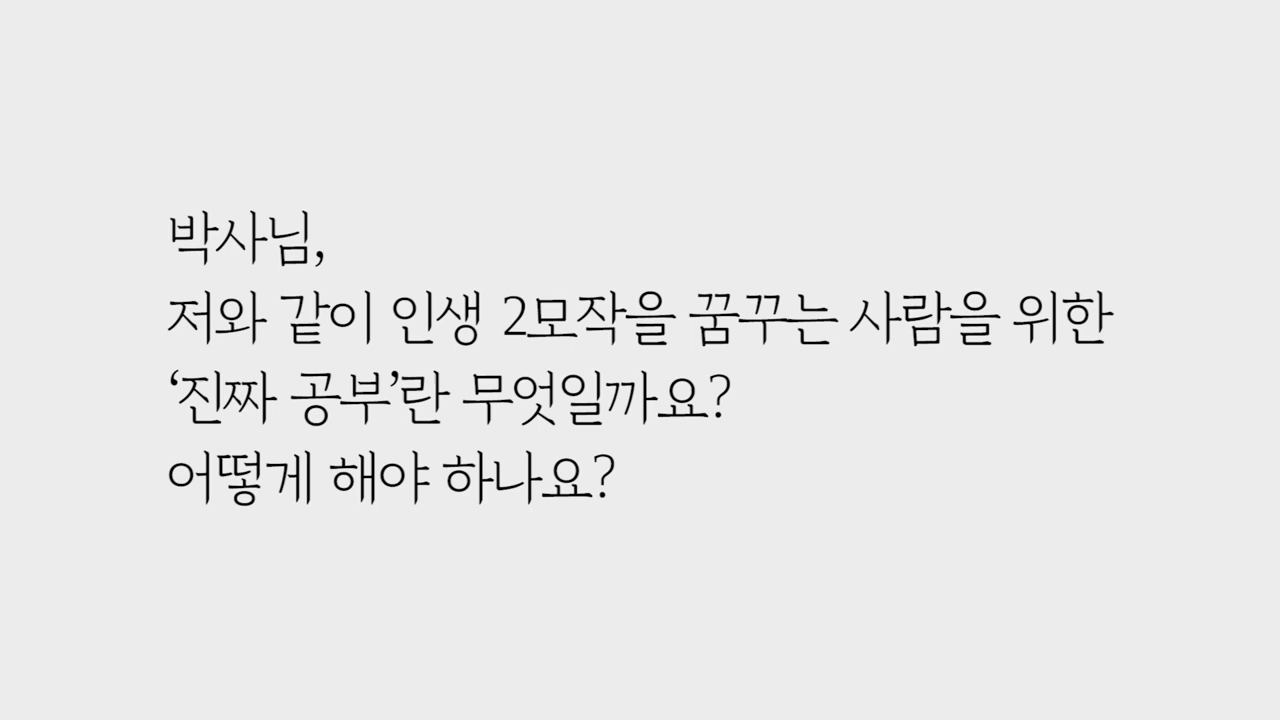 박사님,
저와 같이 인생 2모작을 꿈꾸는 사람을 위한
‘진짜 공부’란 무엇일까요?
어떻게 해야 하나요?